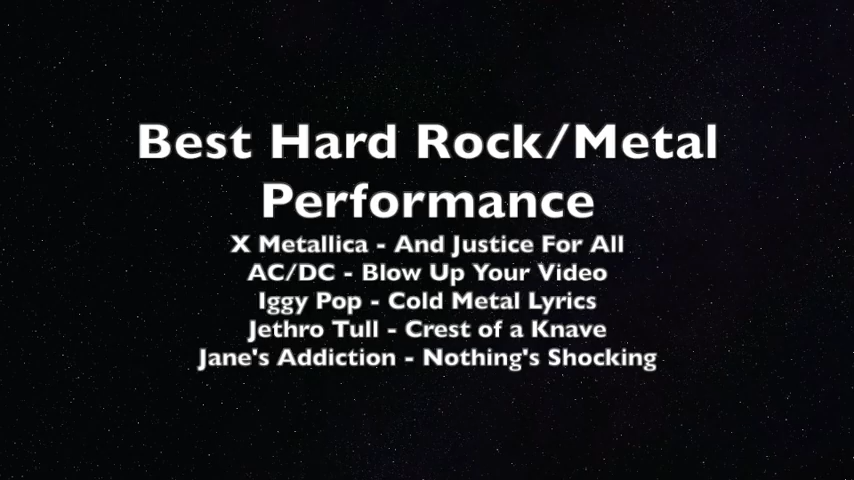 Best Hard Rock/Metal
Performance
X Metallica - And Justice For All
AC/DC - Blow Up Your Video
Iggy Pop - Cold Metal Lyrics
Jethro Tull - Crest of a Knave
Jane's Addiction - Nothing's Shocking